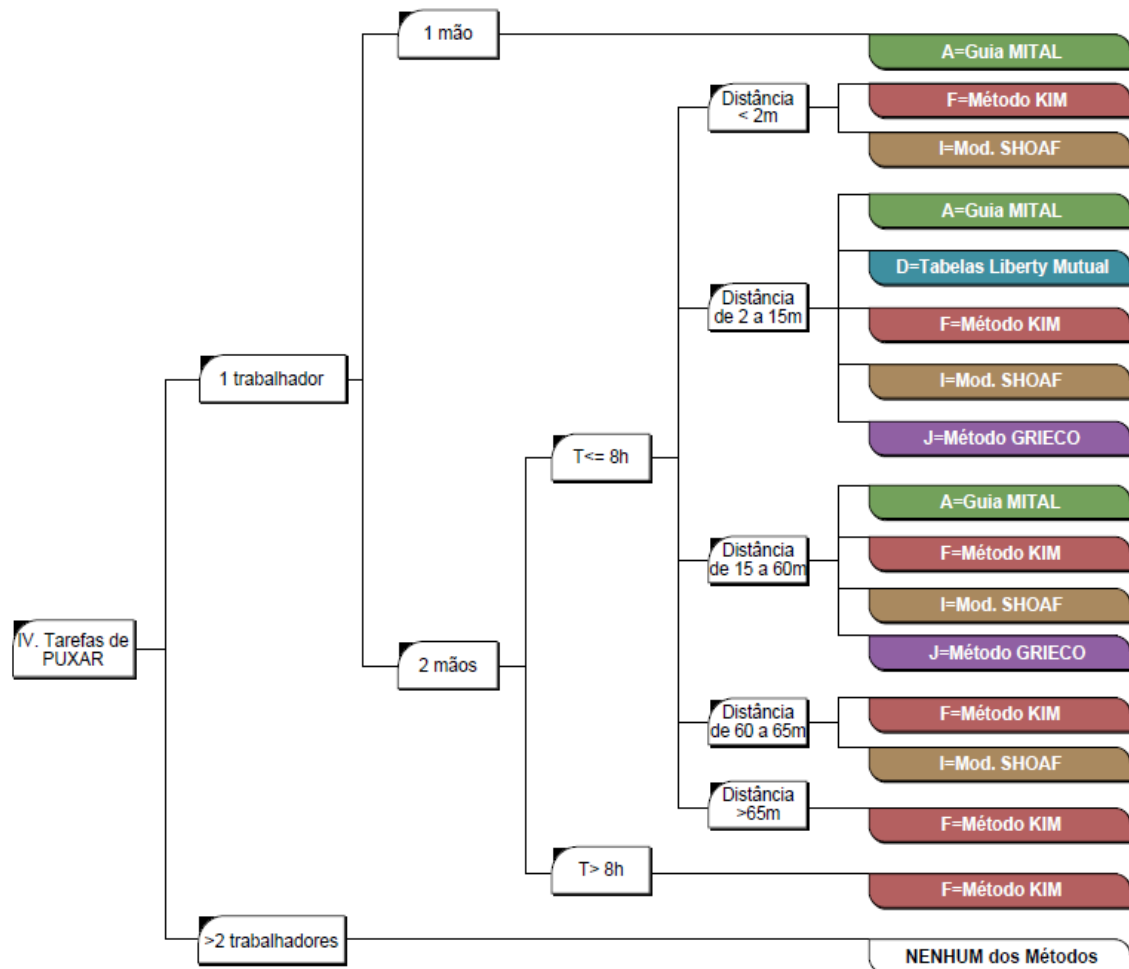 1 mão
A=Guia MITAL
Distância
< 2m
F=Método KIM
I=Mod. SHOAF
A=Guia MITAL
D=Tabelas Liberty Mutual
Distância
de 2 a 15m
F=Método KIM
1 trabalhador
I=Mod. SHOAF
J=Método GRIECO
T<= 8h
A=Guia MITAL
Distância
de 15 a 60m
F=Método KIM
I=Mod. SHOAF
IV. Tarefas de
PUXAR
2 mãos
J=Método GRIECO
Distância
de 60 a 65m
F=Método KIM
I=Mod. SHOAF
Distância
>65m
F=Método KIM
T> 8h
F=Método KIM
>2 trabalhadores
NENHUM dos Métodos